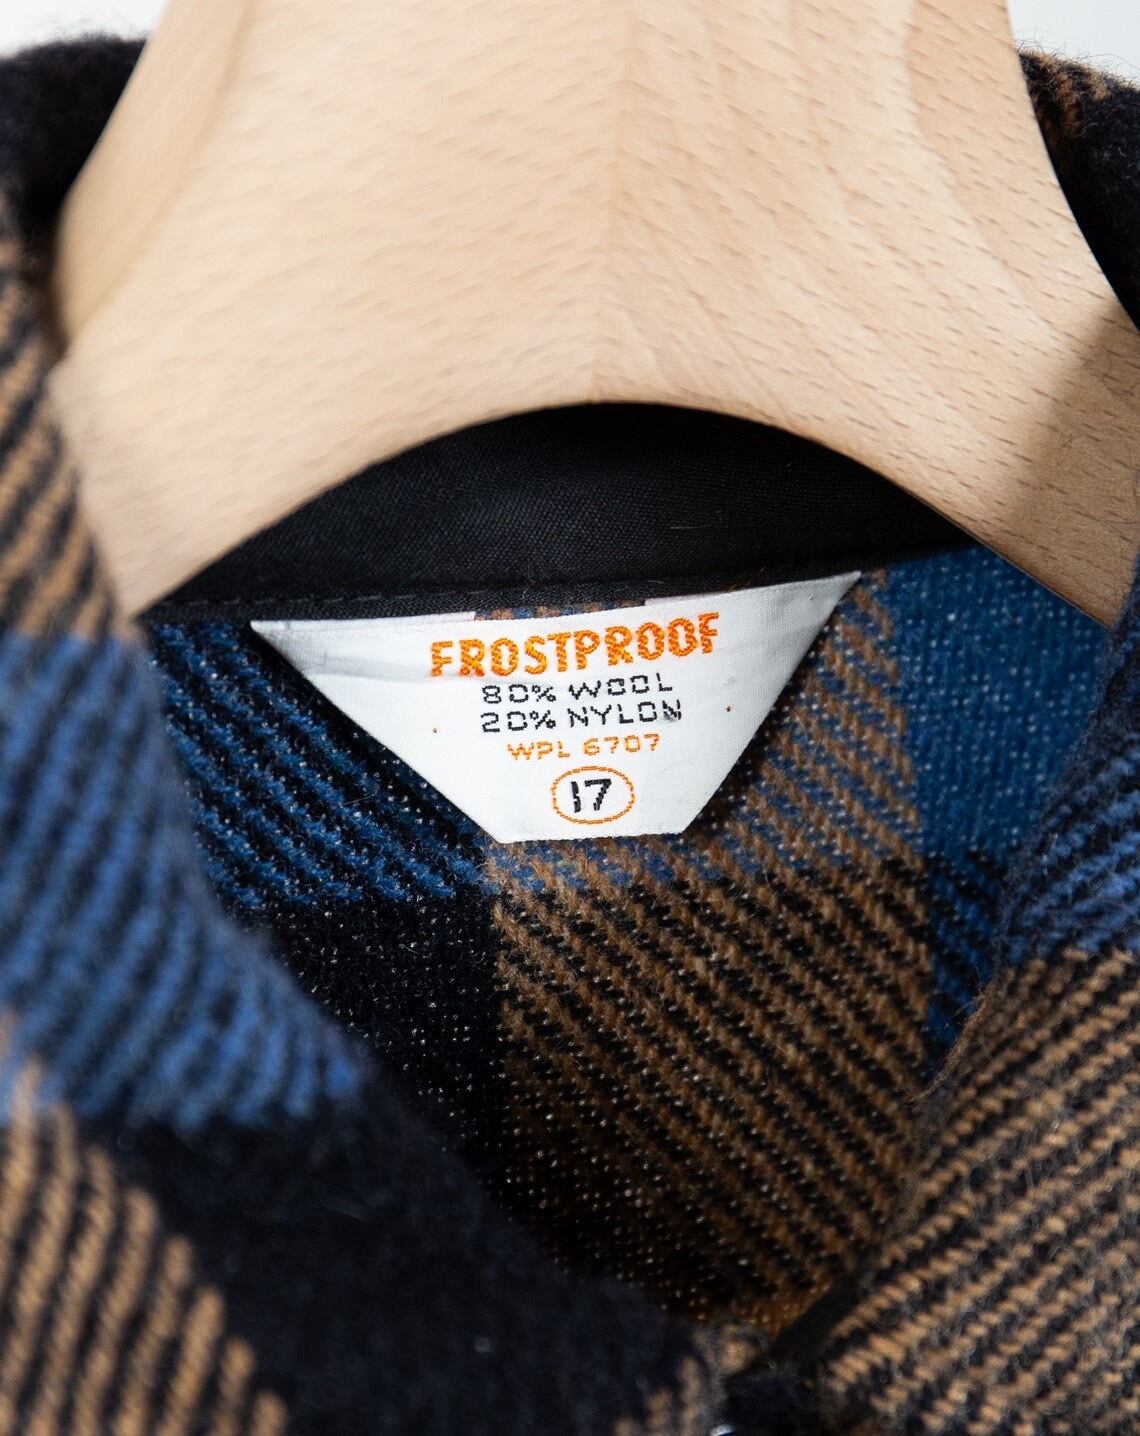 FROSTPROOF
80% WOOL
20% NYLON
WPL 6707
17